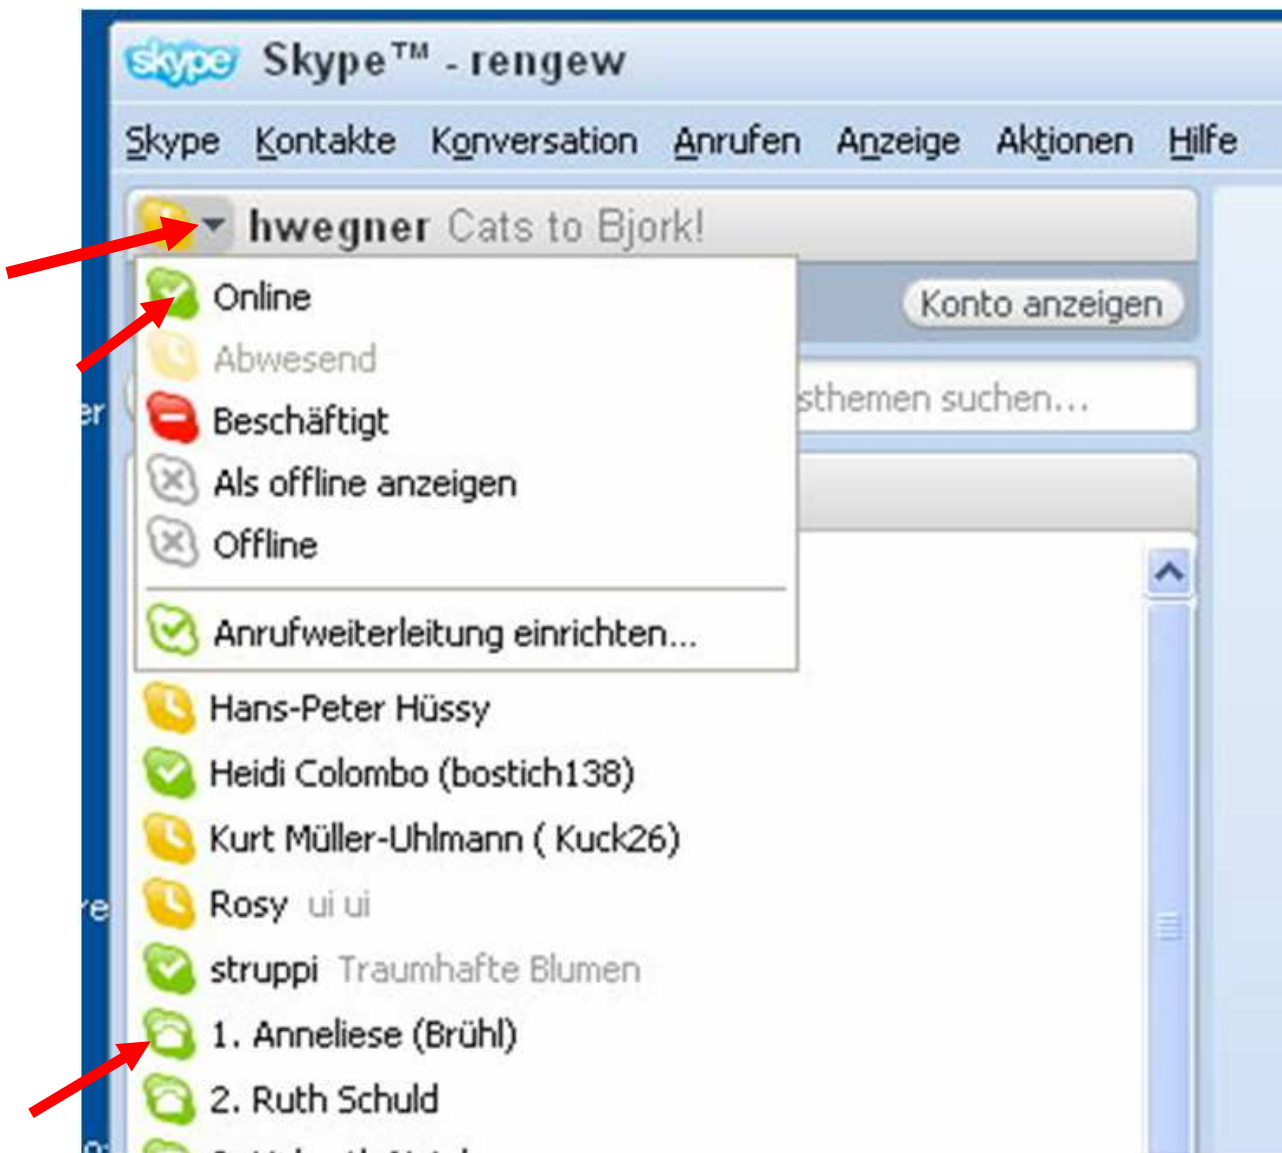 skype Skype™ - rengew
Skype Kontakte Konversation Anrufen Anzeige Aktionen Hilfe
hwegner Cats to Bjork!
Online
Konto anzeigen
Abwesend
sthemen suchen...
Beschäftigt
Als offline anzeigen
Offline
Anrufweiterleitung einrichten...
Hans-Peter Hüssy
Heidi Colombo (bostich138)
Kurt Müller-Uhlmann ( Kuck26)
Rosy ui ui
struppi Traumhafte Blumen
1. Anneliese (Brühl)
2. Ruth Schuld